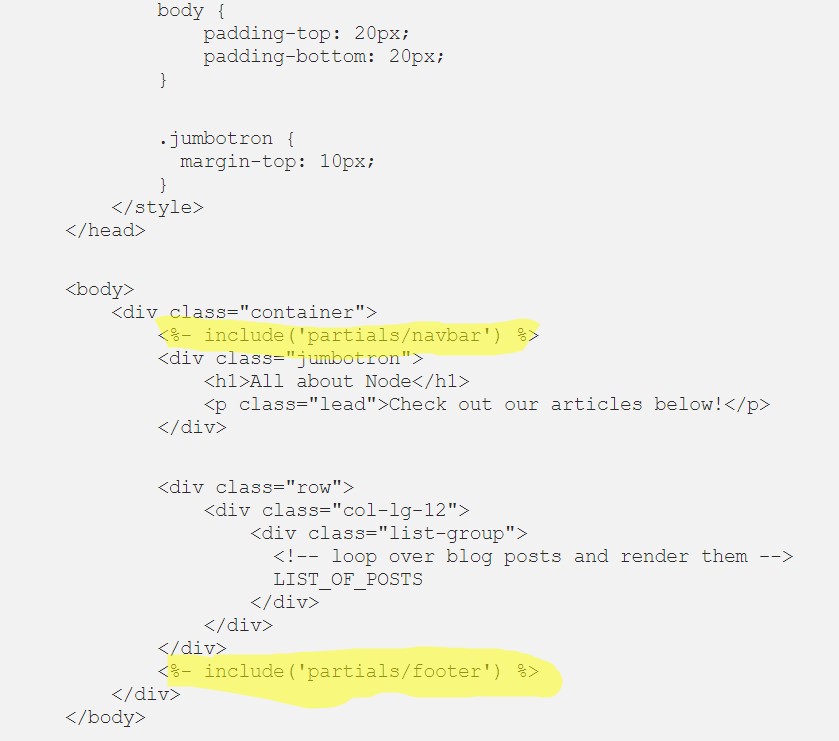 body {
padding-top: 20px;
padding-bottom: 20px;
}
.jumbotron {
margin-top: 10px;
}
</style>
</head>
<body>
<div class="container">
<%- include('partials/navbar') %>
<div class="jumbotron">
<h1>All about Node</h1>
<p class="lead">Check out our articles below!</p>
</div>
<div class="row">
<div class="col-lg-12">
<div class="list-group">
<!-- loop over blog posts and render them -->
LIST_OF_POSTS
</div>
</div>
</div>
<%- include('partials/footer') %>
</div>
</body>